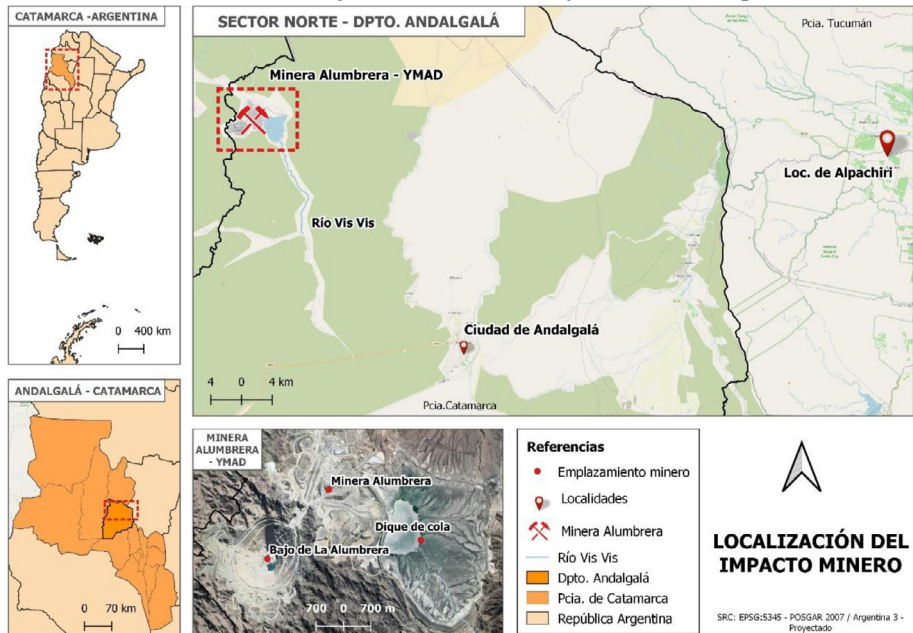 CATAMARCA - ARGENTINA
0 400 km
SECTOR NORTE - DPTO. ANDALGALÁ
Pcia. Tucumán
Minera Alumbrera - YMAD
Loc. de Alpachiri
Río Vis Vis
Ciudad de Andalgalá
4 0 4 km
Pcia.Catamarca
ANDALGALÁ - CATAMARCA
0 70 km
MINERA
ALUMBRERA
- YMAD
Minera Alumbrera
Dique de cola
Bajo de La Alumbrera
700 0 700 m
Referencias
Emplazamiento minero
Localidades
Minera Alumbrera
Río Vis Vis
Dpto. Andalgalá
Pcia. de Catamarca
República Argentina
LOCALIZACIÓN DEL
IMPACTO MINERO
SRC: EPSG:5345 - POSGAR 2007 / Argentina 3 -
Proyectado